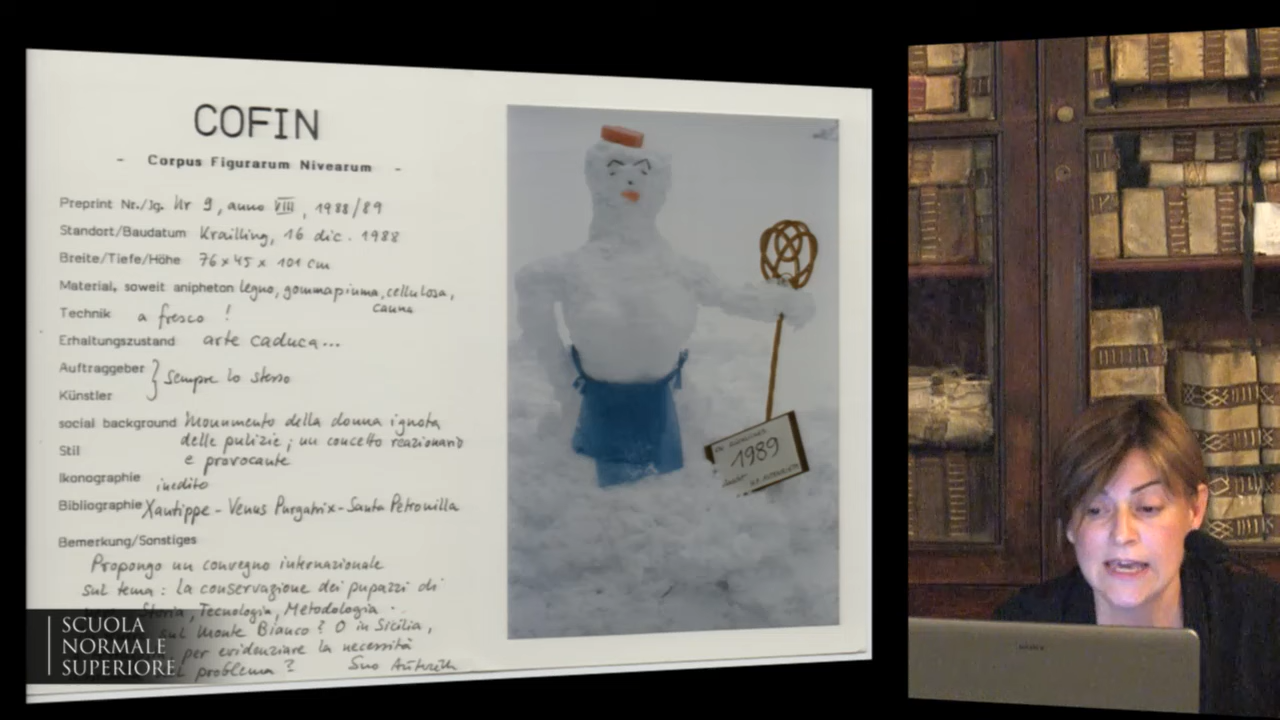 COFIN
- Corpus Figurarum Nivearum -
Preprint Nr./Jg. Nr 9, anno VIII, 1988/89
Standort/Baudatum Krailling, 16 dic. 1988
Breite/Tiefe/Höhe 76 x 45 x 101 cm
Material, soweit anipheton legno, gommapiuma, cellulosa,
canna
Technik a fresco !
Erhaltungszustand arte caduca...
Auftraggeber
Künstler } Sempre lo stesso
social background Monumento della donna ignota
delle pulizie ; un concetto reazionario
Stil e provocante
Ikonographie inedito
Bibliographie Xantippe - Venus Purgatrix - Santa Petronilla
Bemerkung/Sonstiges
Propongo un convegno internazionale
sul tema : la conservazione dei pupazzi di
Storia, Tecnologia, Metodologia .
sul Monte Bianco ? O in Sicilia,
per evidenziare la necessità
problema ? Suo
1989
SCUOLA
NORMALE
SUPERIORE